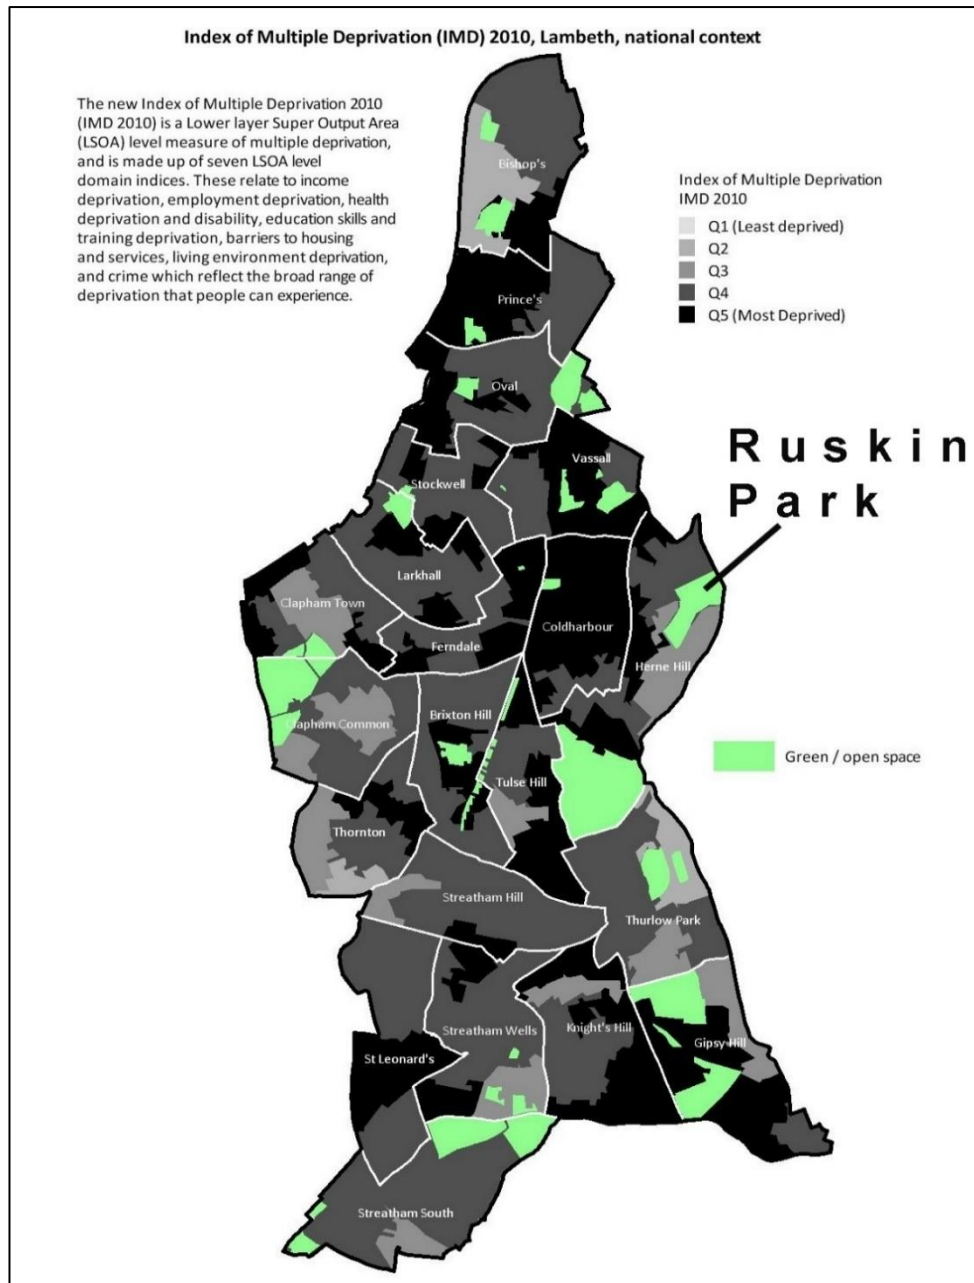 Index of Multiple Deprivation (IMD) 2010, Lambeth, national context
The new Index of Multiple Deprivation 2010
(IMD 2010) is a Lower layer Super Output Area
(LSOA) level measure of multiple deprivation,
and is made up of seven LSOA level
domain indices. These relate to income
deprivation, employment deprivation, health
deprivation and disability, education skills and
training deprivation, barriers to housing
and services, living environment deprivation,
and crime which reflect the broad range of
deprivation that people can experience.
Index of Multiple Deprivation
IMD 2010
Q1 (Least deprived)
Q2
Q3
Q4
Q5 (Most Deprived)
Bishop's
Prince's
Oval
Ruskin
Park
Vassall
Stockwell
Larkhall
Clapham Town
Coldharbour
Ferndale
Herne Hill
Brixton Hill
Clapham Common
Green / open space
Tulse Hill
Thornton
Streatham Hill
Thurlow Park
Knight's Hill
Streatham Wells
Gipsy Hill
St Leonard's
Streatham South